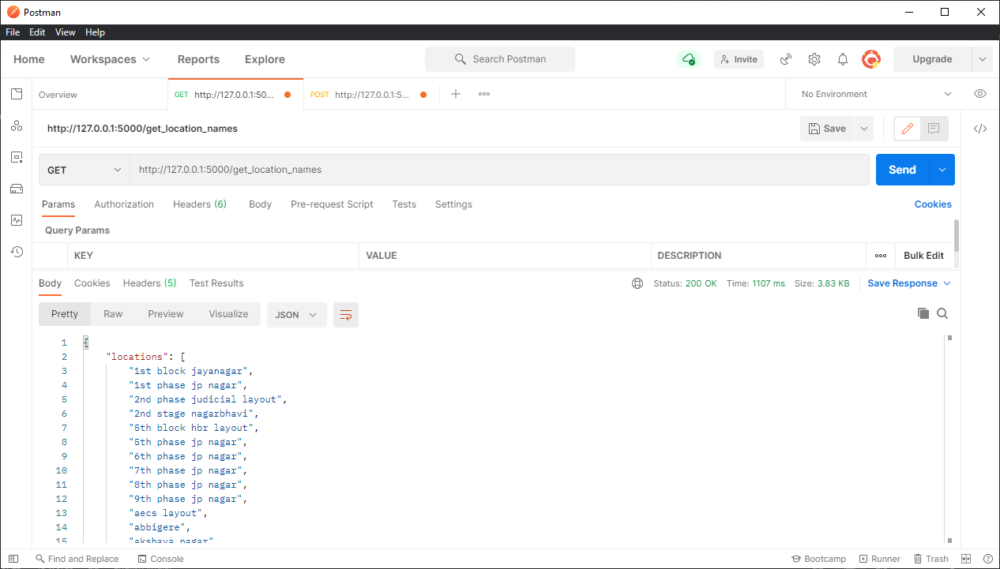 Postman
File Edit View Help
Home Workspaces Reports Explore Search Postman Invite Upgrade
Overview GET http://127.0.0.1:50... POST http://127.0.0.1:5... No Environment
http://127.0.0.1:5000/get_location_names Save
GET http://127.0.0.1:5000/get_location_names Send
Params Authorization Headers (6) Body Pre-request Script Tests Settings Cookies
Query Params
KEY VALUE DESCRIPTION Bulk Edit
Body Cookies Headers (5) Test Results Status: 200 OK Time: 1107 ms Size: 3.83 KB Save Response
Pretty Raw Preview Visualize JSON
1 {
2 "locations": [
3 "1st block jayanagar",
4 "1st phase jp nagar",
5 "2nd phase judicial layout",
6 "2nd stage nagarbhavi",
7 "5th block hbr layout",
8 "5th phase jp nagar",
9 "6th phase jp nagar",
10 "7th phase jp nagar",
11 "8th phase jp nagar",
12 "9th phase jp nagar",
13 "aecs layout",
14 "abbigere",
15 "akshaya nagar"
Find and Replace Console Bootcamp Runner Trash